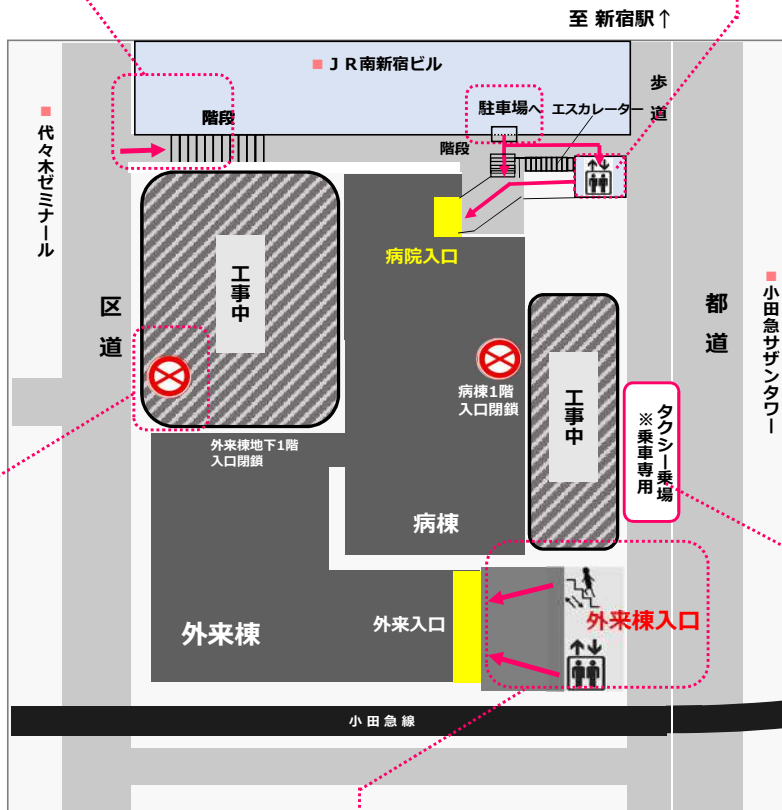 至 新宿駅↑
■ JR南新宿ビル
歩道
駐車場へ
エスカレーター
階段
階段
■ 代々木ゼミナール
病院入口
工事中
区道
都道
■ 小田急サザンタワー
病棟1階
入口閉鎖
工事中
タクシー乗場
※乗車専用
外来棟地下1階
入口閉鎖
病棟
外来棟
外来入口
外来棟入口
小田急線